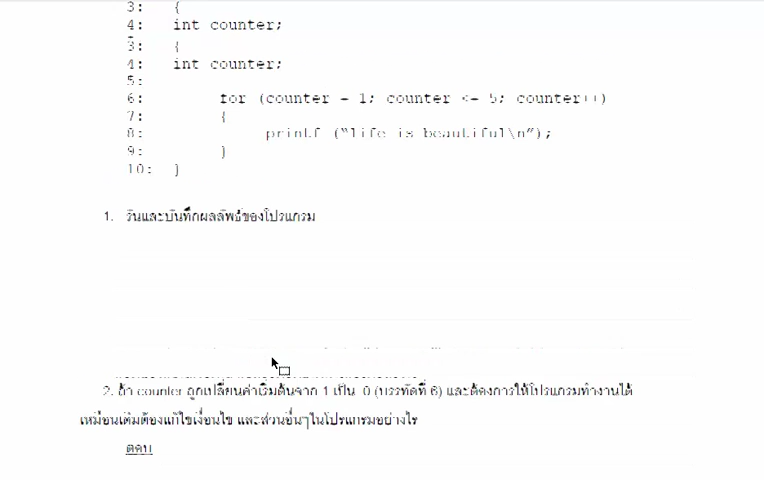 3: {
4: int counter;
3: {
4: int counter;
5:
6: for (counter = 1; counter <= 5; counter++)
7: {
8: printf ("life is beautiful\n");
9: }
10: }
1. รันและบันทึกผลลัพธ์ของโปรแกรม
2. ถ้า counter ถูกเปลี่ยนค่าเริ่มต้นจาก 1 เป็น 0 (บรรทัดที่ 6) และต้องการให้โปรแกรมทำงานได้
เหมือนเดิมต้องแก้ไขเงื่อนไข และส่วนอื่นๆในโปรแกรมอย่างไร
ตอบ